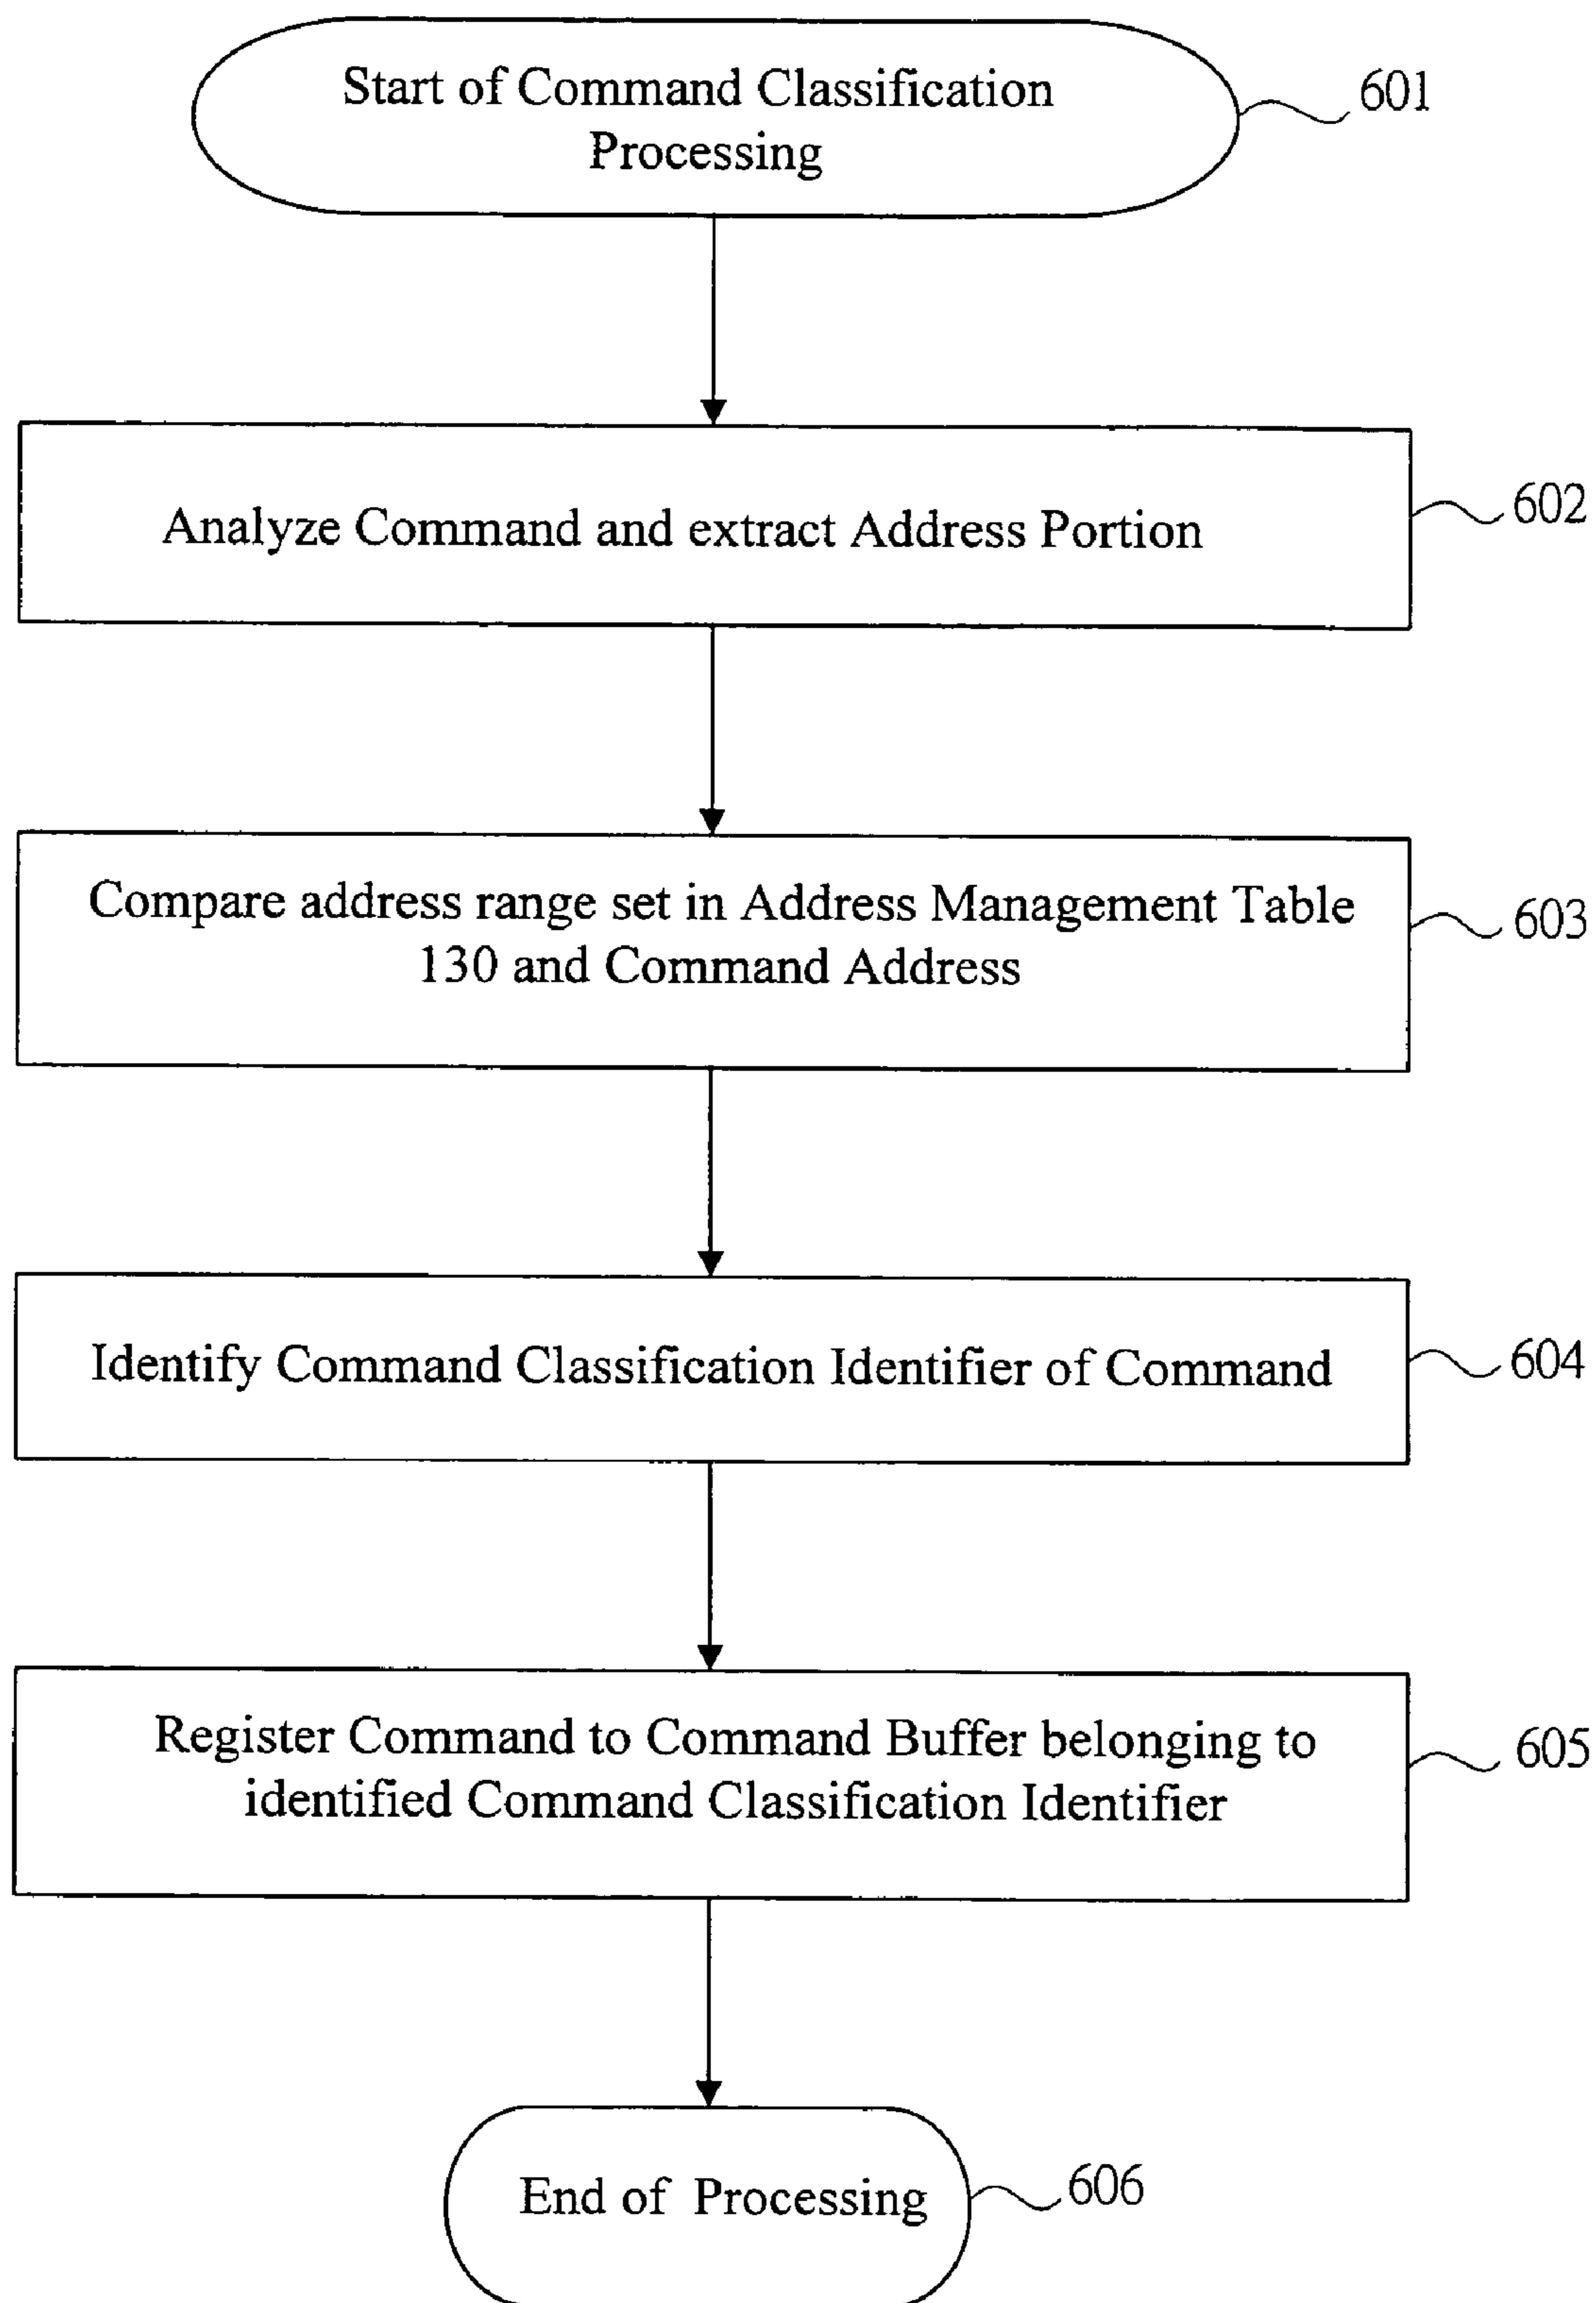 Start of Command Classification
Processing
601
Analyze Command and extract Address Portion
602
Compare address range set in Address Management Table
130 and Command Address
603
Identify Command Classification Identifier of Command
604
Register Command to Command Buffer belonging to
identified Command Classification Identifier
605
End of Processing
606